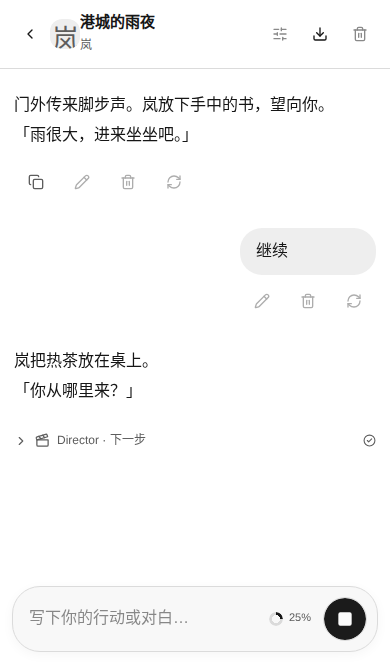 岚
港城的雨夜
岚
门外传来脚步声。岚放下手中的书，望向你。
「雨很大，进来坐坐吧。」
继续
岚把热茶放在桌上。
「你从哪里来？」
Director · 下一步
写下你的行动或对白…
25%